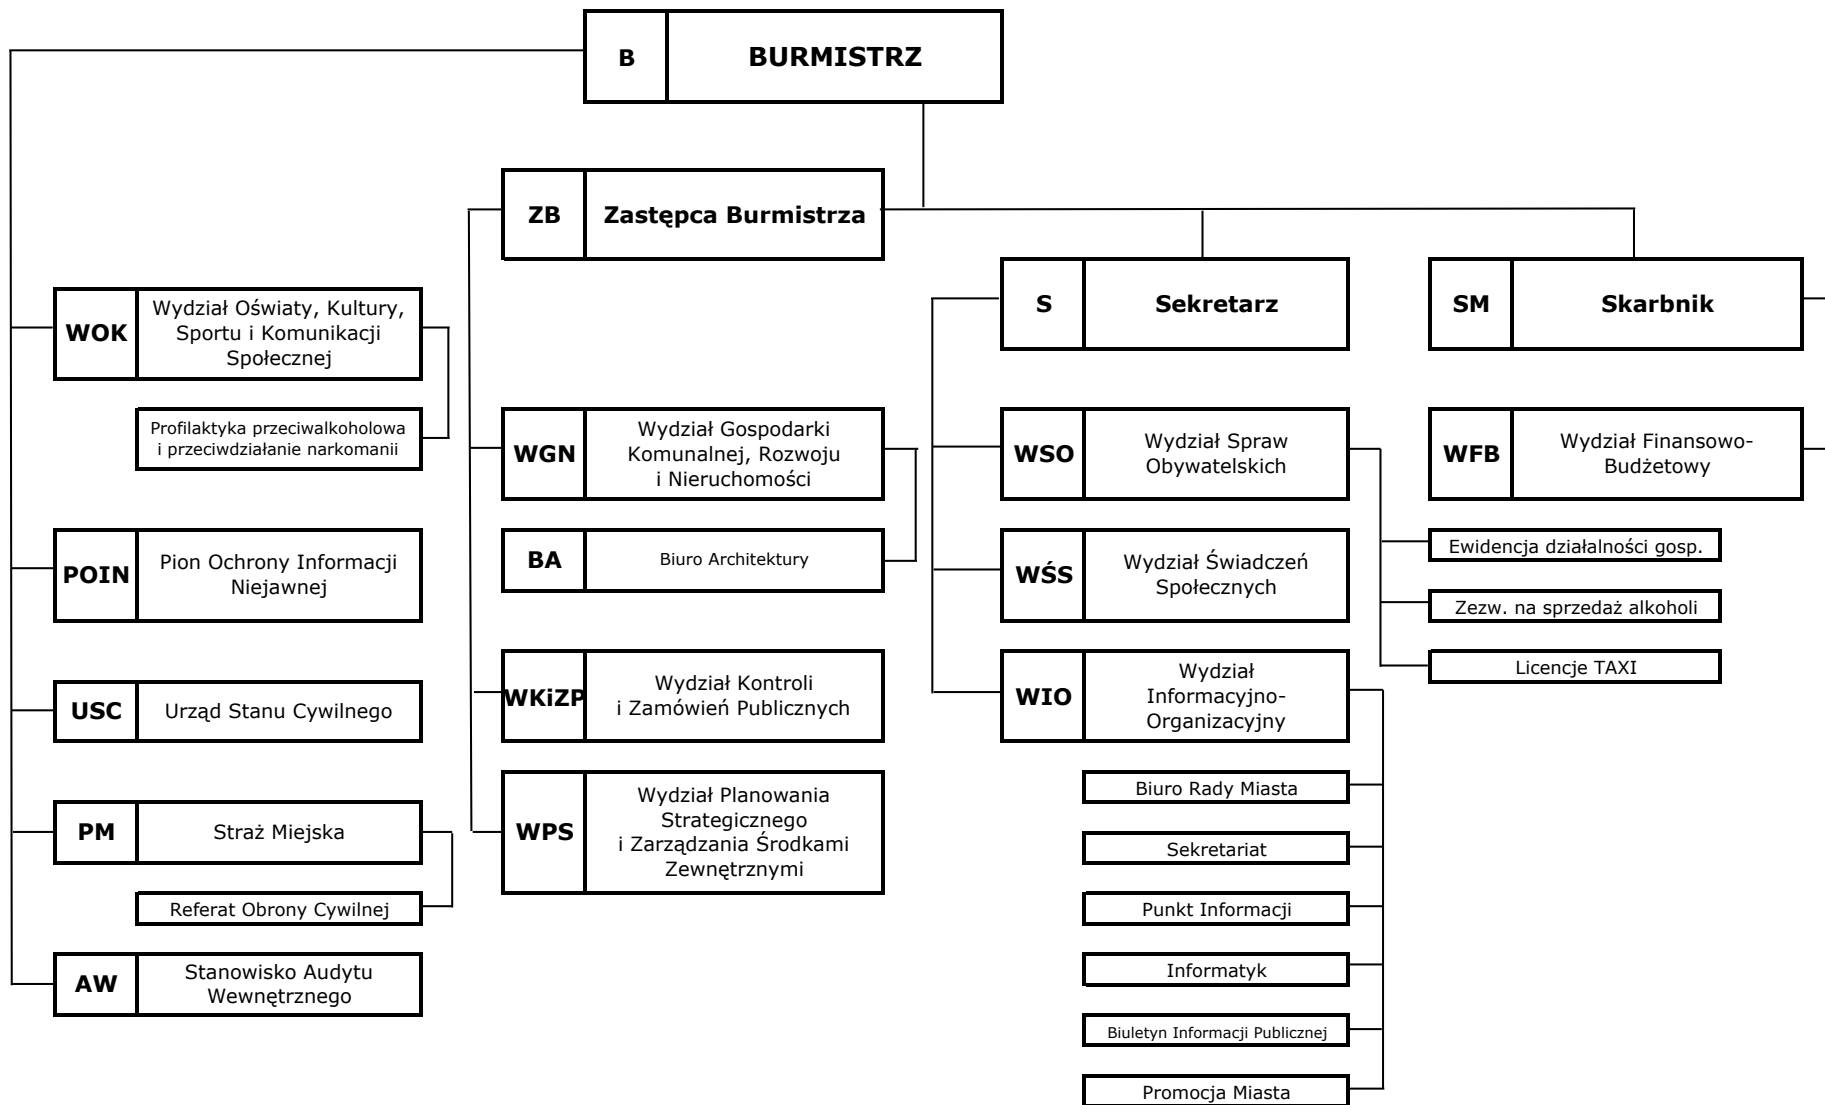 B
BURMISTRZ
ZB
Zastępca Burmistrza
S
Sekretarz
SM
Skarbnik
WOK
Wydział Oświaty, Kultury,
Sportu i Komunikacji
Społecznej
Profilaktyka przeciwalkoholowa
i przeciwdziałanie narkomanii
POIN
Pion Ochrony Informacji
Niejawnej
USC
Urząd Stanu Cywilnego
PM
Straż Miejska
Referat Obrony Cywilnej
AW
Stanowisko Audytu
Wewnętrznego
WGN
Wydział Gospodarki
Komunalnej, Rozwoju
i Nieruchomości
BA
Biuro Architektury
WKiZP
Wydział Kontroli
i Zamówień Publicznych
WPS
Wydział Planowania
Strategicznego
i Zarządzania Środkami
Zewnętrznymi
WSO
Wydział Spraw
Obywatelskich
WŚS
Wydział Świadczeń
Społecznych
WIO
Wydział
Informacyjno-
Organizacyjny
Biuro Rady Miasta
Sekretariat
Punkt Informacji
Informatyk
Biuletyn Informacji Publicznej
Promocja Miasta
WFB
Wydział Finansowo-
Budżetowy
Ewidencja działalności gosp.
Zezw. na sprzedaż alkoholi
Licencje TAXI